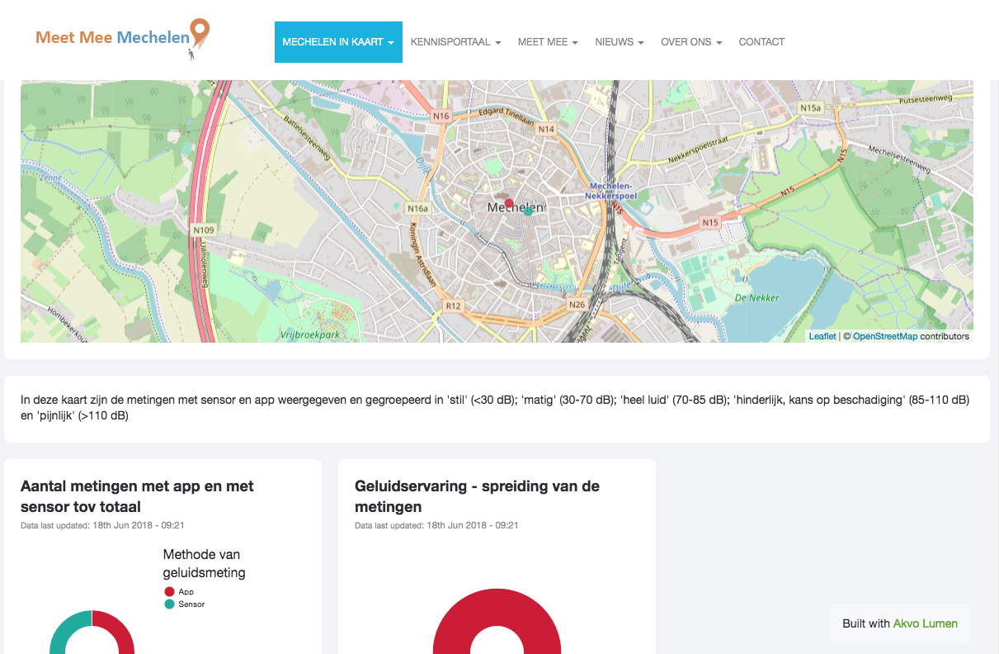 Meet Mee Mechelen
MECHELEN IN KAART
KENNISPORTAAL
MEET MEE
NIEUWS
OVER ONS
CONTACT
N16
Edgard Tinellaan
N14
N15a
Putsesteenweg
Battelsesteenweg
Nekkerspoelstraat
Mechelsesteenweg
N15
Zenne
Dijle
Mechelen-
Nekkerspoel
Mechelen
N16a
N15
N15
N15
N109
Uilmolenweg
Koningin Astridlaan
Tangent
Dijle
De Nekker
R12
N26
Hombekerkou
Vrijbroekpark
Leaflet | © OpenStreetMap contributors
In deze kaart zijn de metingen met sensor en app weergegeven en gegroepeerd in 'stil' (<30 dB); 'matig' (30-70 dB); 'heel luid' (70-85 dB); 'hinderlijk, kans op beschadiging' (85-110 dB)
en 'pijnlijk' (>110 dB)
Aantal metingen met app en met
sensor tov totaal
Data last updated: 18th Jun 2018 - 09:21
Methode van
geluidsmeting
App
Sensor
Geluidservaring - spreiding van de
metingen
Data last updated: 18th Jun 2018 - 09:21
Built with Akvo Lumen